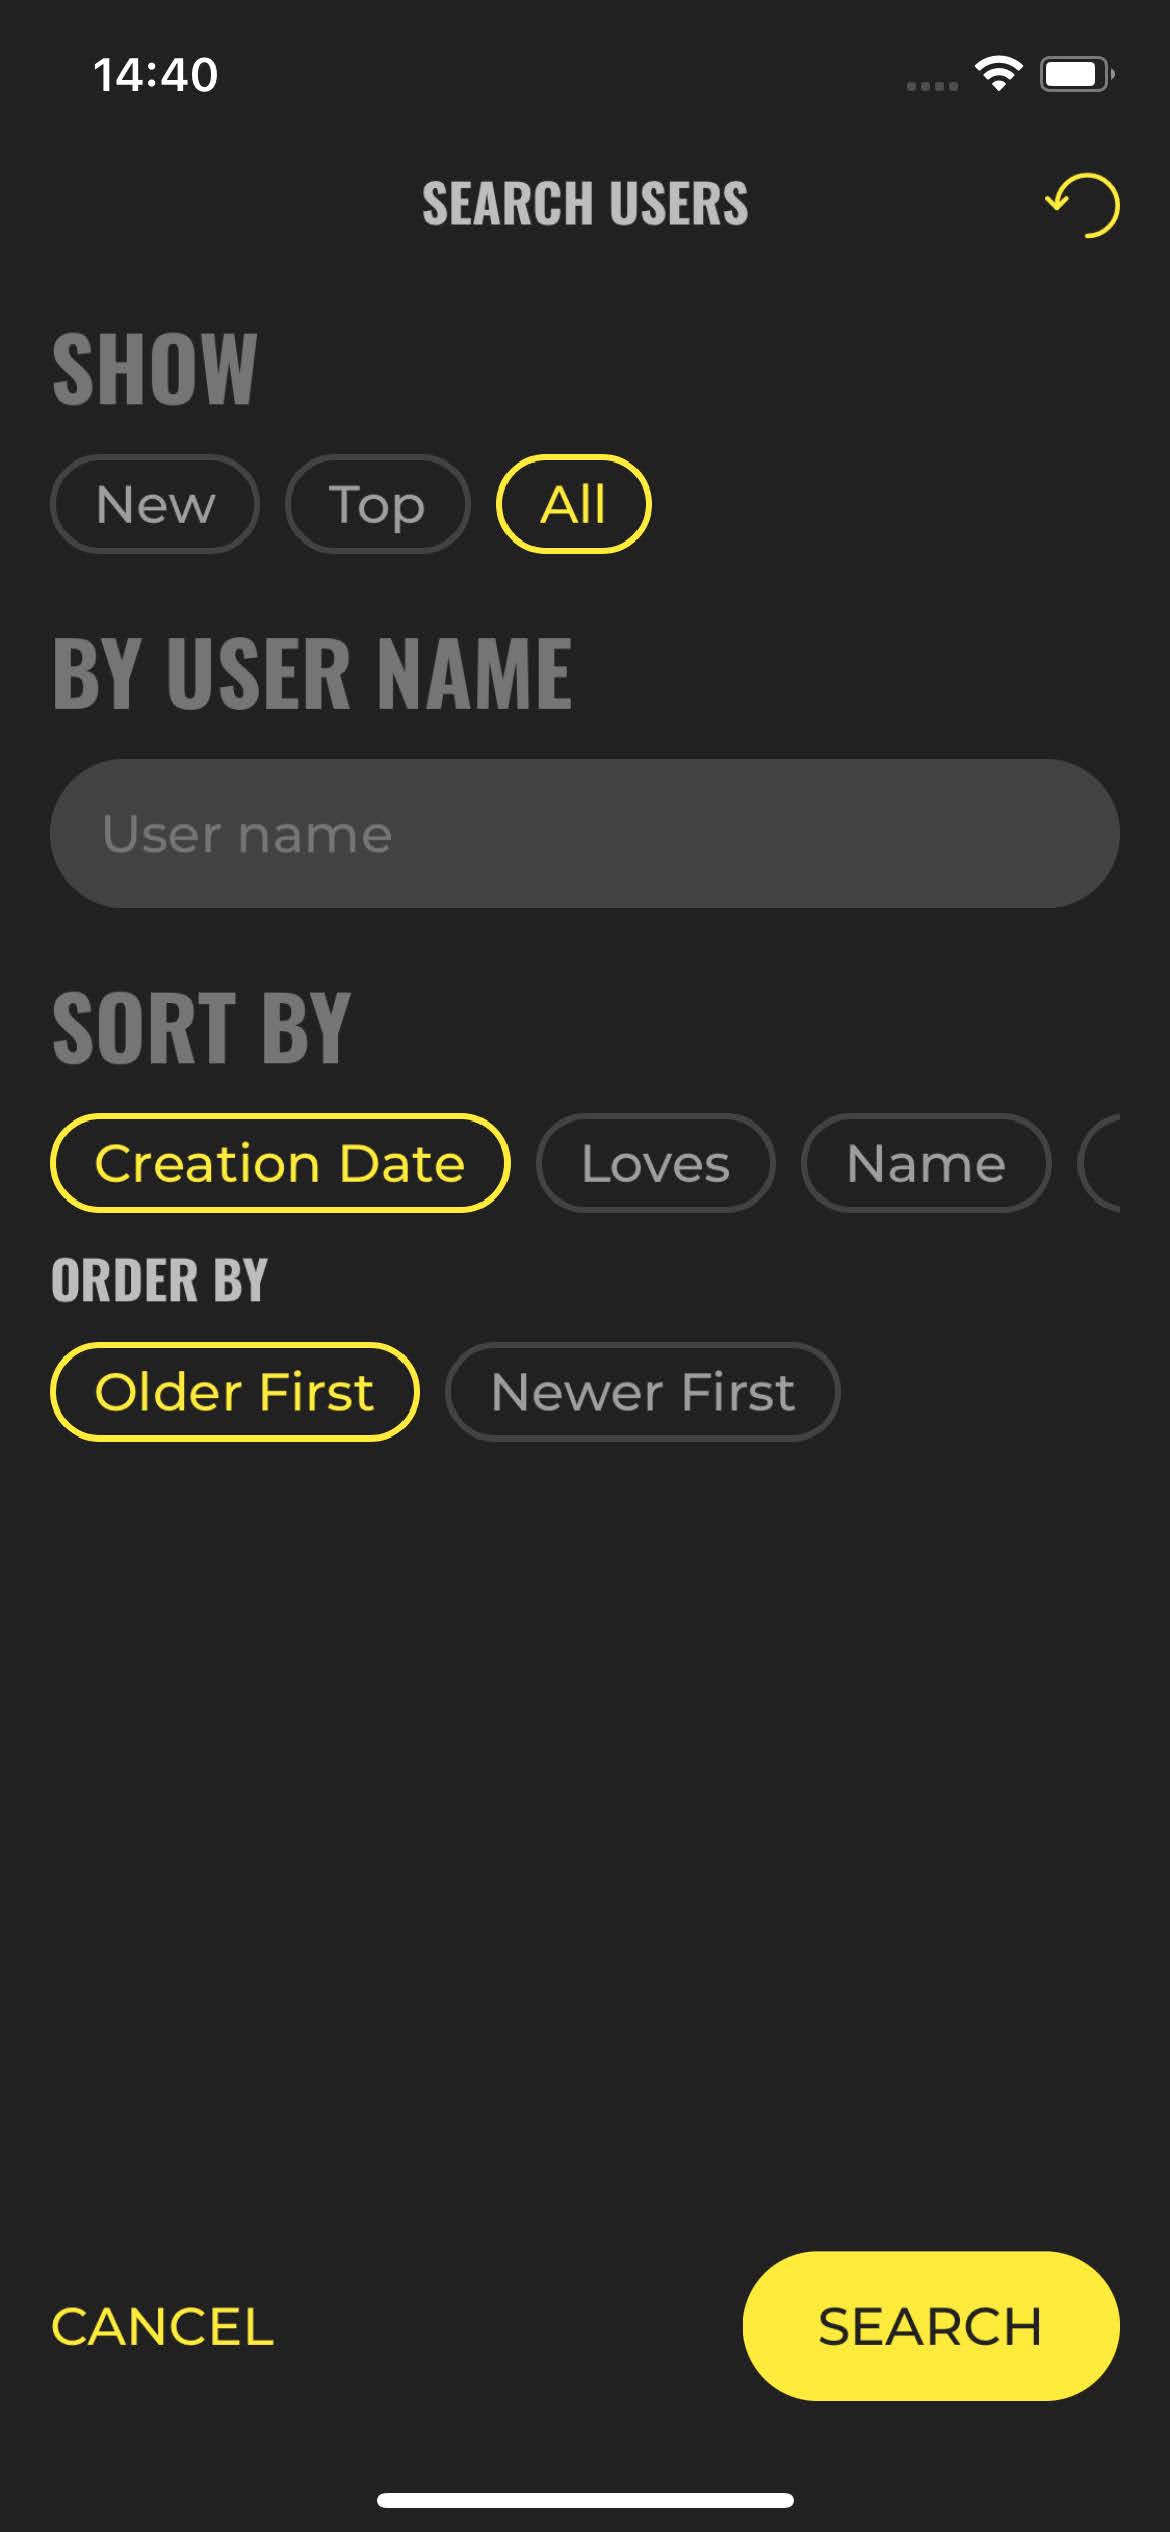 14:40
SEARCH USERS
SHOW
New Top All
BY USER NAME
User name
SORT BY
Creation Date Loves Name
ORDER BY
Older First Newer First
CANCEL SEARCH